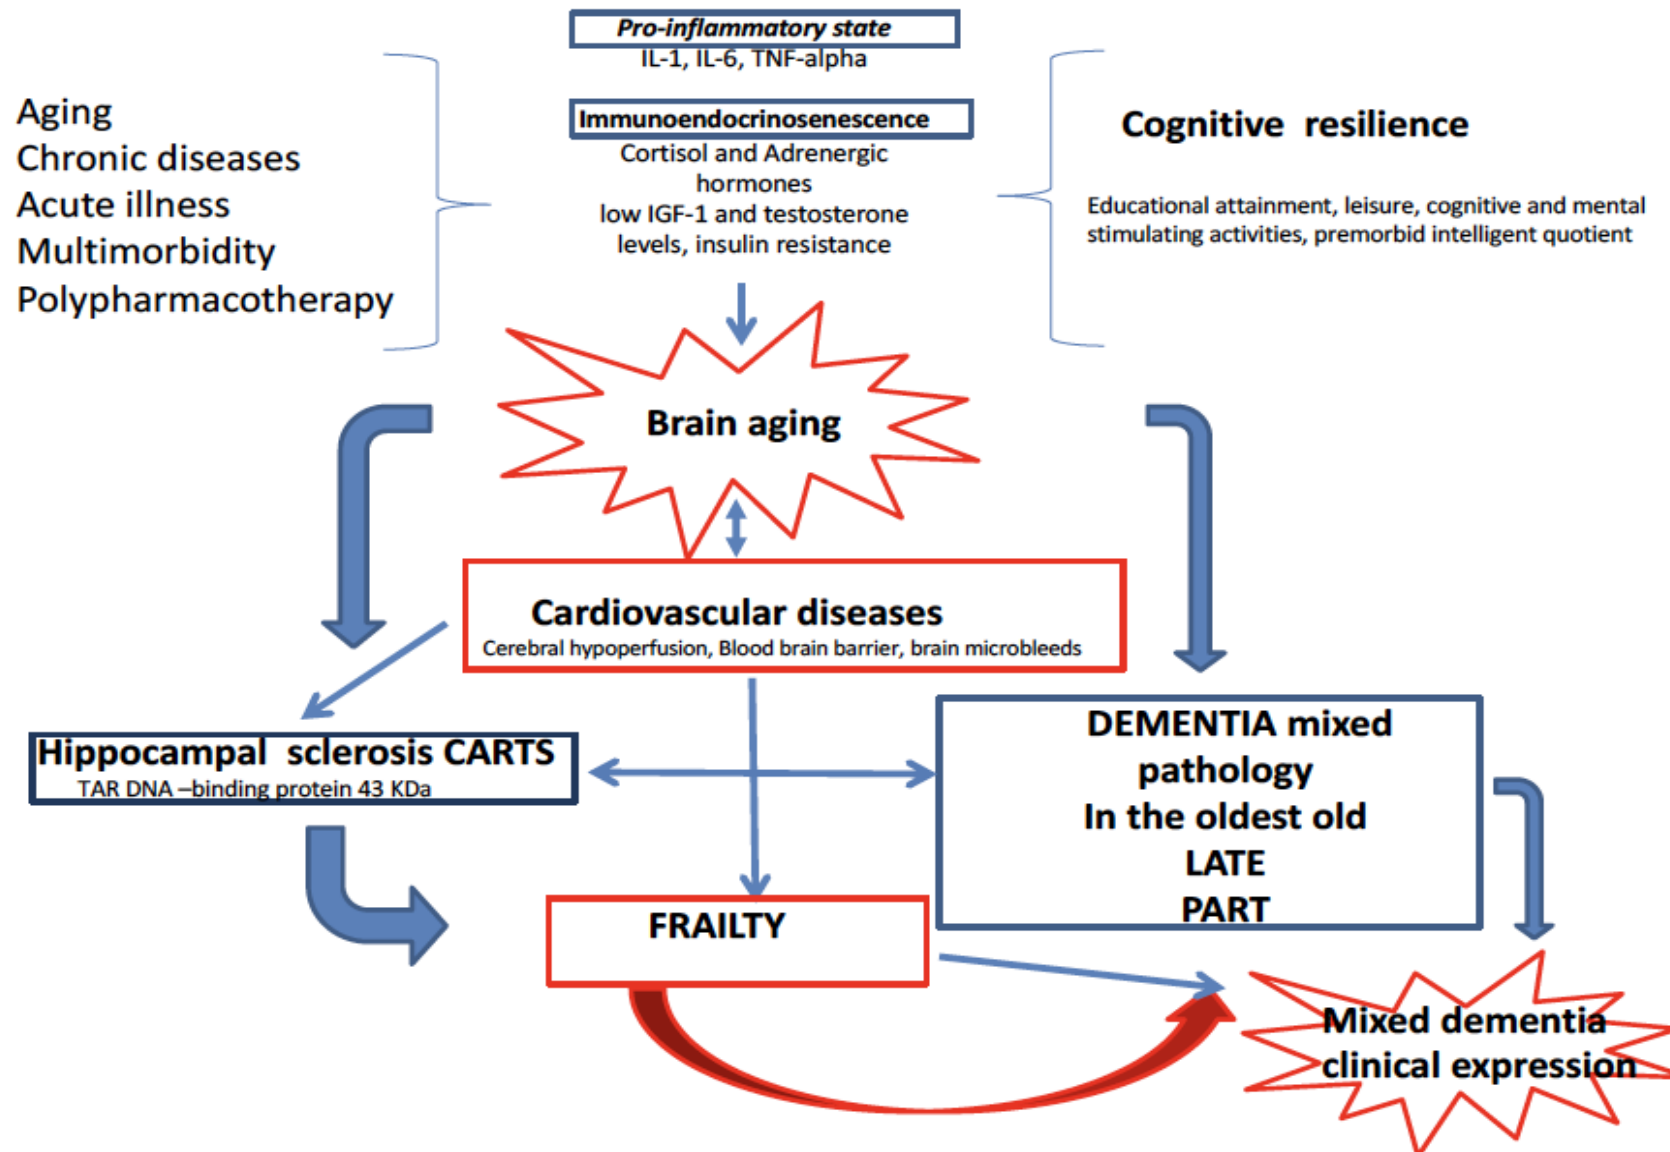 Pro-inflammatory state
IL-1, IL-6, TNF-alpha
Immunoendocrinosenescence
Cortisol and Adrenergic
hormones
low IGF-1 and testosterone
levels, insulin resistance
Aging
Chronic diseases
Acute illness
Multimorbidity
Polypharmacotherapy
Cognitive resilience
Educational attainment, leisure, cognitive and mental
stimulating activities, premorbid intelligent quotient
Brain aging
Cardiovascular diseases
Cerebral hypoperfusion, Blood brain barrier, brain microbleeds
Hippocampal sclerosis CARTS
TAR DNA –binding protein 43 KDa
DEMENTIA mixed
pathology
In the oldest old
LATE
PART
FRAILTY
Mixed dementia
clinical expression